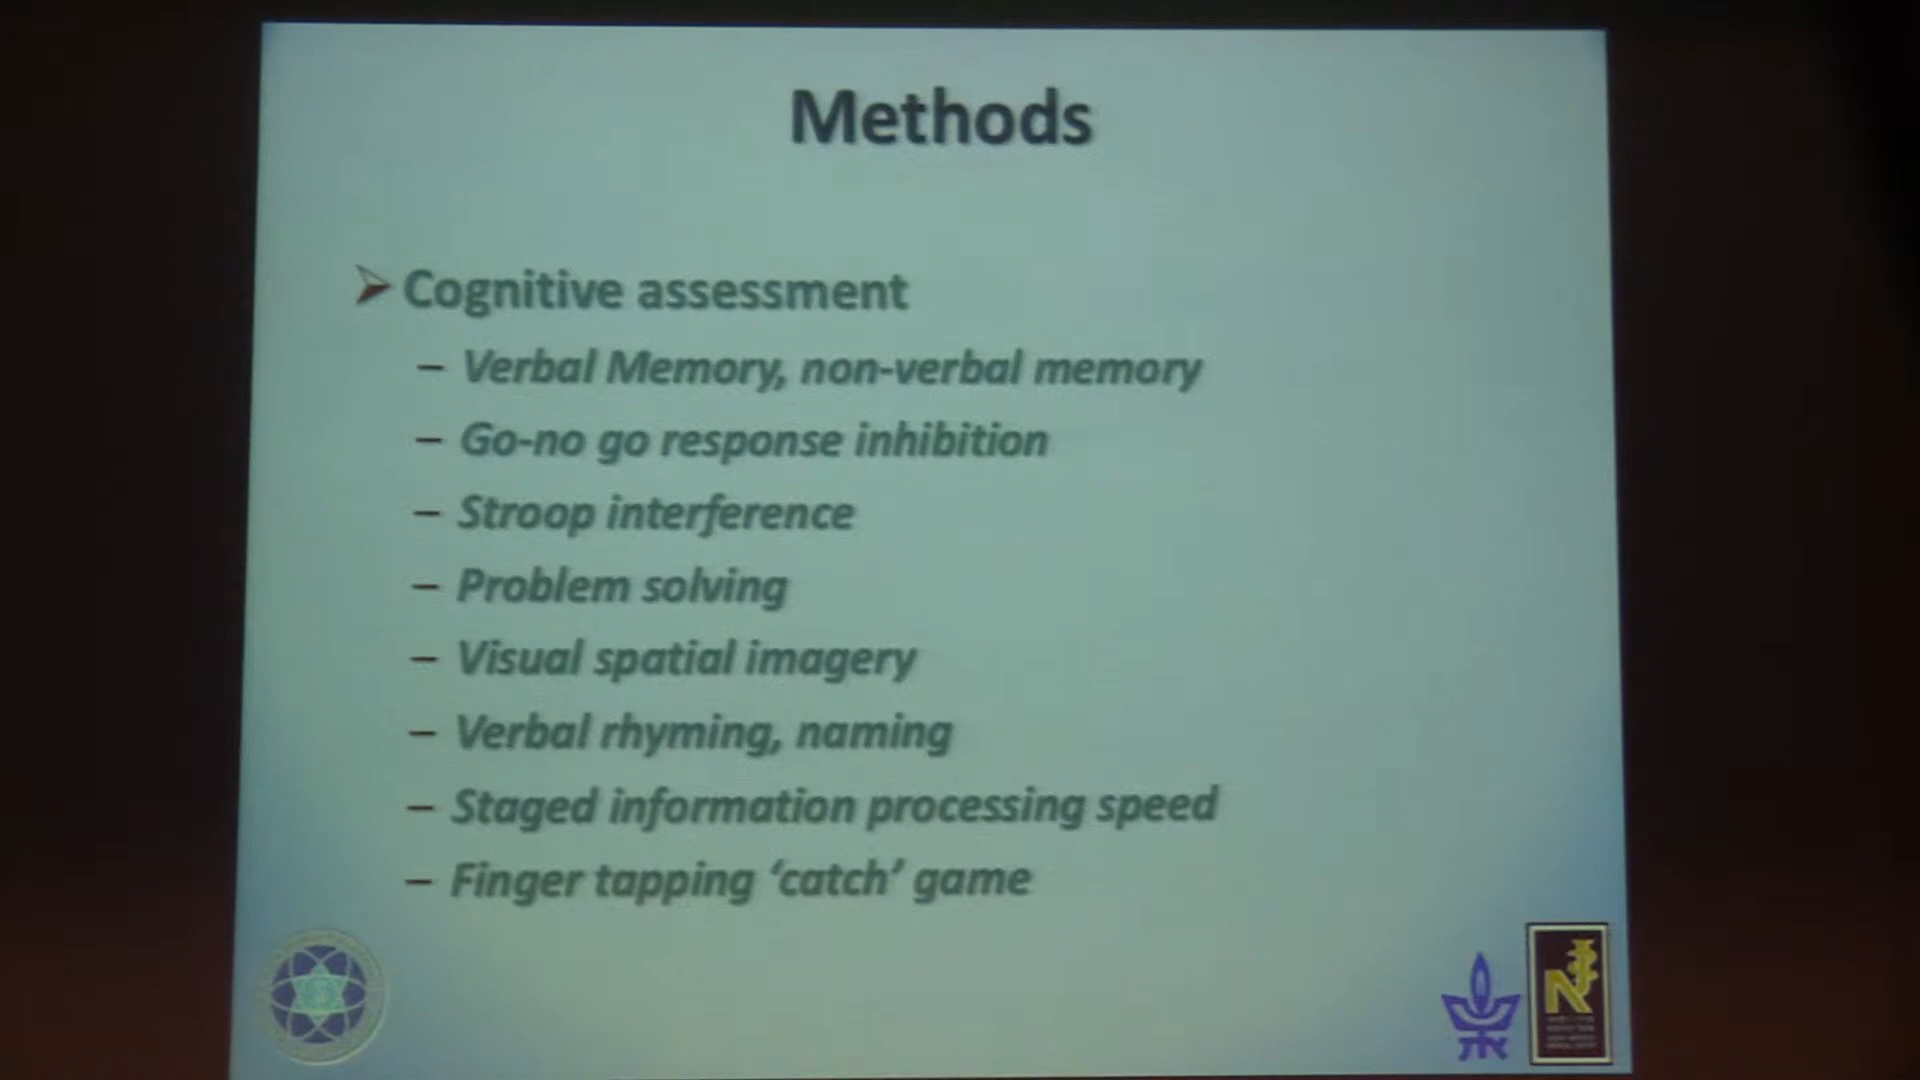 Methods
➢ Cognitive assessment
– Verbal Memory, non-verbal memory
– Go-no go response inhibition
– Stroop interference
– Problem solving
– Visual spatial imagery
– Verbal rhyming, naming
– Staged information processing speed
– Finger tapping ‘catch’ game